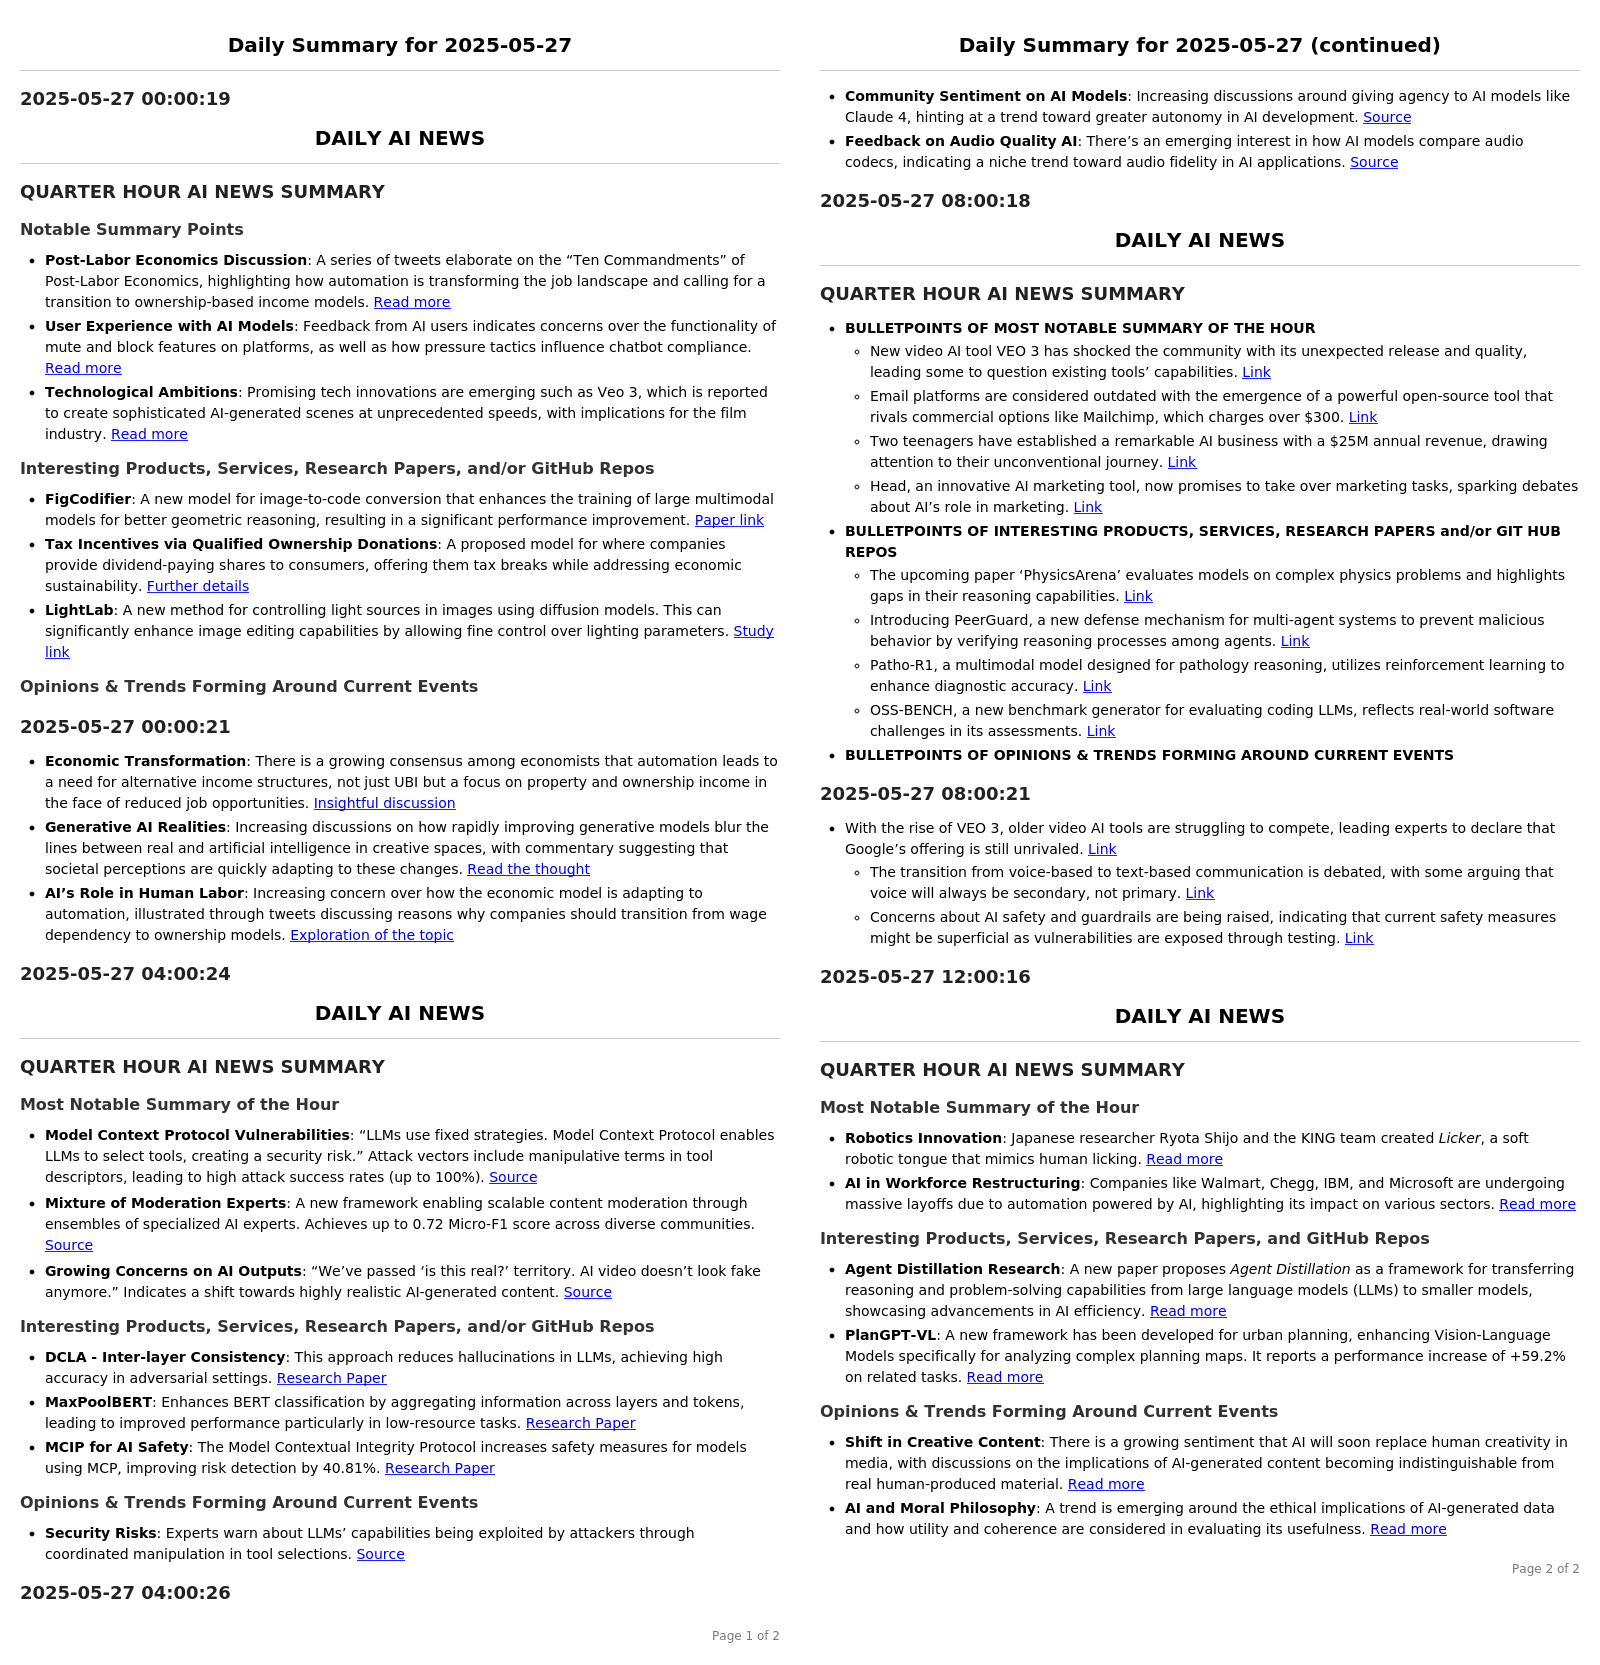 Daily Summary for 2025-05-27
2025-05-27 00:00:19
DAILY AI NEWS
QUARTER HOUR AI NEWS SUMMARY
Notable Summary Points
• Post-Labor Economics Discussion: A series of tweets elaborate on the “Ten Commandments” of
Post-Labor Economics, highlighting how automation is transforming the job landscape and calling for a
transition to ownership-based income models. Read more
• User Experience with AI Models: Feedback from AI users indicates concerns over the functionality of
mute and block features on platforms, as well as how pressure tactics influence chatbot compliance.
Read more
• Technological Ambitions: Promising tech innovations are emerging such as Veo 3, which is reported
to create sophisticated AI-generated scenes at unprecedented speeds, with implications for the film
industry. Read more
Interesting Products, Services, Research Papers, and/or GitHub Repos
• FigCodifier: A new model for image-to-code conversion that enhances the training of large multimodal
models for better geometric reasoning, resulting in a significant performance improvement. Paper link
• Tax Incentives via Qualified Ownership Donations: A proposed model for where companies
provide dividend-paying shares to consumers, offering them tax breaks while addressing economic
sustainability. Further details
• LightLab: A new method for controlling light sources in images using diffusion models. This can
significantly enhance image editing capabilities by allowing fine control over lighting parameters. Study
link
Opinions & Trends Forming Around Current Events
2025-05-27 00:00:21
• Economic Transformation: There is a growing consensus among economists that automation leads to
a need for alternative income structures, not just UBI but a focus on property and ownership income in
the face of reduced job opportunities. Insightful discussion
• Generative AI Realities: Increasing discussions on how rapidly improving generative models blur the
lines between real and artificial intelligence in creative spaces, with commentary suggesting that
societal perceptions are quickly adapting to these changes. Read the thought
• AI’s Role in Human Labor: Increasing concern over how the economic model is adapting to
automation, illustrated through tweets discussing reasons why companies should transition from wage
dependency to ownership models. Exploration of the topic
2025-05-27 04:00:24
DAILY AI NEWS
QUARTER HOUR AI NEWS SUMMARY
Most Notable Summary of the Hour
• Model Context Protocol Vulnerabilities: “LLMs use fixed strategies. Model Context Protocol enables
LLMs to select tools, creating a security risk.” Attack vectors include manipulative terms in tool
descriptors, leading to high attack success rates (up to 100%). Source
• Mixture of Moderation Experts: A new framework enabling scalable content moderation through
ensembles of specialized AI experts. Achieves up to 0.72 Micro-F1 score across diverse communities.
Source
• Growing Concerns on AI Outputs: “We’ve passed ‘is this real?’ territory. AI video doesn’t look fake
anymore.” Indicates a shift towards highly realistic AI-generated content. Source
Interesting Products, Services, Research Papers, and/or GitHub Repos
• DCLA - Inter-layer Consistency: This approach reduces hallucinations in LLMs, achieving high
accuracy in adversarial settings. Research Paper
• MaxPoolBERT: Enhances BERT classification by aggregating information across layers and tokens,
leading to improved performance particularly in low-resource tasks. Research Paper
• MCIP for AI Safety: The Model Contextual Integrity Protocol increases safety measures for models
using MCP, improving risk detection by 40.81%. Research Paper
Opinions & Trends Forming Around Current Events
• Security Risks: Experts warn about LLMs’ capabilities being exploited by attackers through
coordinated manipulation in tool selections. Source
2025-05-27 04:00:26
Page 1 of 2
Daily Summary for 2025-05-27 (continued)
• Community Sentiment on AI Models: Increasing discussions around giving agency to AI models like
Claude 4, hinting at a trend toward greater autonomy in AI development. Source
• Feedback on Audio Quality AI: There’s an emerging interest in how AI models compare audio
codecs, indicating a niche trend toward audio fidelity in AI applications. Source
2025-05-27 08:00:18
DAILY AI NEWS
QUARTER HOUR AI NEWS SUMMARY
• BULLETPOINTS OF MOST NOTABLE SUMMARY OF THE HOUR
◦ New video AI tool VEO 3 has shocked the community with its unexpected release and quality,
leading some to question existing tools’ capabilities. Link
◦ Email platforms are considered outdated with the emergence of a powerful open-source tool that
rivals commercial options like Mailchimp, which charges over $300. Link
◦ Two teenagers have established a remarkable AI business with a $25M annual revenue, drawing
attention to their unconventional journey. Link
◦ Head, an innovative AI marketing tool, now promises to take over marketing tasks, sparking debates
about AI’s role in marketing. Link
• BULLETPOINTS OF INTERESTING PRODUCTS, SERVICES, RESEARCH PAPERS and/or GIT HUB
REPOS
◦ The upcoming paper ‘PhysicsArena’ evaluates models on complex physics problems and highlights
gaps in their reasoning capabilities. Link
◦ Introducing PeerGuard, a new defense mechanism for multi-agent systems to prevent malicious
behavior by verifying reasoning processes among agents. Link
◦ Patho-R1, a multimodal model designed for pathology reasoning, utilizes reinforcement learning to
enhance diagnostic accuracy. Link
◦ OSS-BENCH, a new benchmark generator for evaluating coding LLMs, reflects real-world software
challenges in its assessments. Link
• BULLETPOINTS OF OPINIONS & TRENDS FORMING AROUND CURRENT EVENTS
2025-05-27 08:00:21
• With the rise of VEO 3, older video AI tools are struggling to compete, leading experts to declare that
Google’s offering is still unrivaled. Link
◦ The transition from voice-based to text-based communication is debated, with some arguing that
voice will always be secondary, not primary. Link
◦ Concerns about AI safety and guardrails are being raised, indicating that current safety measures
might be superficial as vulnerabilities are exposed through testing. Link
2025-05-27 12:00:16
DAILY AI NEWS
QUARTER HOUR AI NEWS SUMMARY
Most Notable Summary of the Hour
• Robotics Innovation: Japanese researcher Ryota Shijo and the KING team created Licker, a soft
robotic tongue that mimics human licking. Read more
• AI in Workforce Restructuring: Companies like Walmart, Chegg, IBM, and Microsoft are undergoing
massive layoffs due to automation powered by AI, highlighting its impact on various sectors. Read more
Interesting Products, Services, Research Papers, and GitHub Repos
• Agent Distillation Research: A new paper proposes Agent Distillation as a framework for transferring
reasoning and problem-solving capabilities from large language models (LLMs) to smaller models,
showcasing advancements in AI efficiency. Read more
• PlanGPT-VL: A new framework has been developed for urban planning, enhancing Vision-Language
Models specifically for analyzing complex planning maps. It reports a performance increase of +59.2%
on related tasks. Read more
Opinions & Trends Forming Around Current Events
• Shift in Creative Content: There is a growing sentiment that AI will soon replace human creativity in
media, with discussions on the implications of AI-generated content becoming indistinguishable from
real human-produced material. Read more
• AI and Moral Philosophy: A trend is emerging around the ethical implications of AI-generated data
and how utility and coherence are considered in evaluating its usefulness. Read more
Page 2 of 2